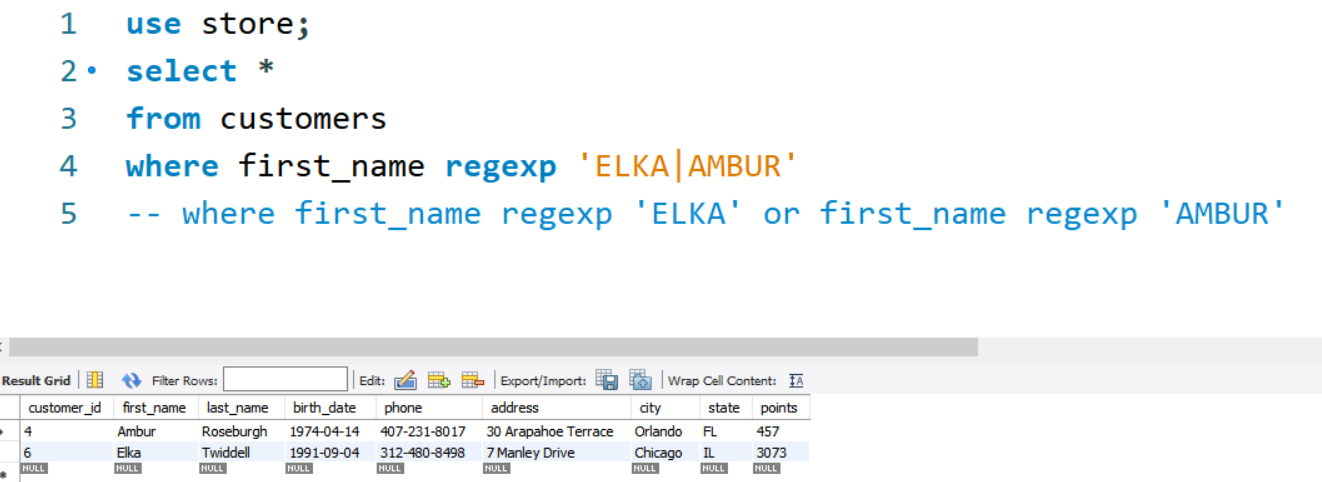 1 use store;
2 select *
3 from customers
4 where first_name regexp 'ELKA|AMBUR'
5 -- where first_name regexp 'ELKA' or first_name regexp 'AMBUR'
Result Grid Filter Rows: Edit: Export/Import: Wrap Cell Content:
customer_id first_name last_name birth_date phone address city state points
4 Ambur Roseburgh 1974-04-14 407-231-8017 30 Arapahoe Terrace Orlando FL 457
6 Elka Twiddell 1991-09-04 312-480-8498 7 Manley Drive Chicago IL 3073
NULL NULL NULL NULL NULL NULL NULL NULL NULL